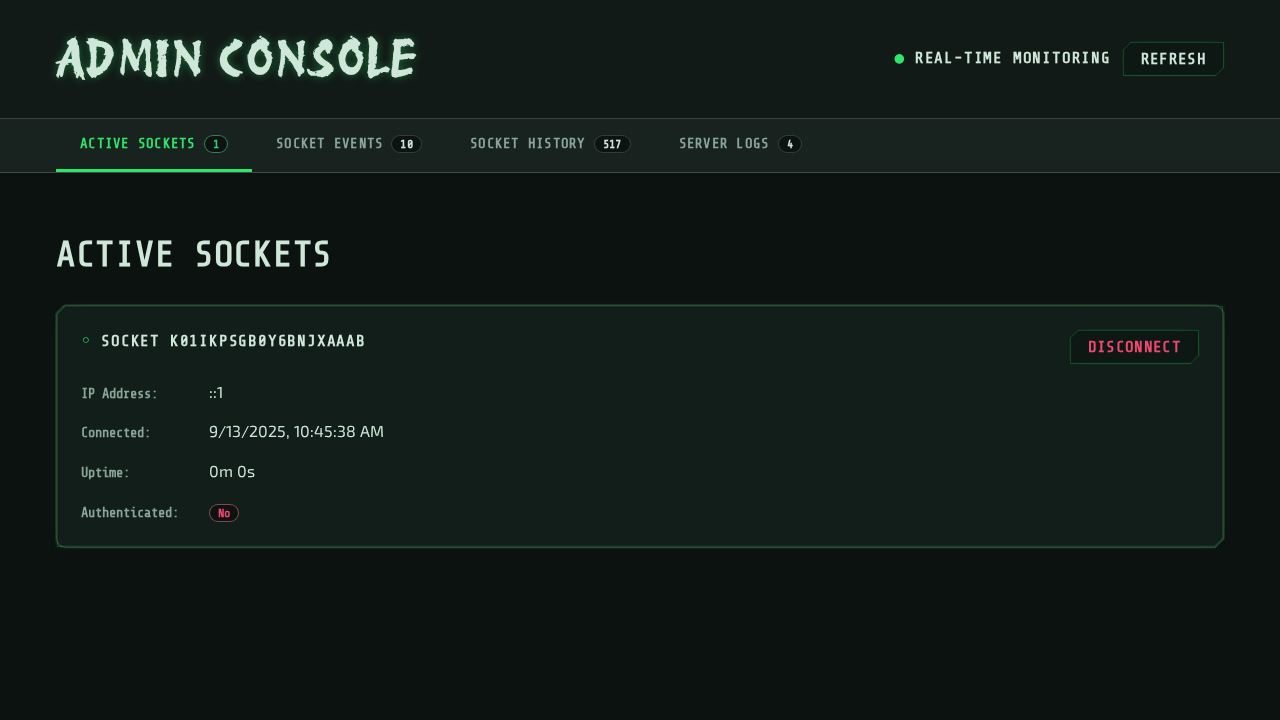 ADMIN CONSOLE
REAL-TIME MONITORING
REFRESH
ACTIVE SOCKETS 1
SOCKET EVENTS 10
SOCKET HISTORY 517
SERVER LOGS 4
ACTIVE SOCKETS
SOCKET K01IKPSGB0Y6BNJXAAAB
DISCONNECT
IP Address: ::1
Connected: 9/13/2025, 10:45:38 AM
Uptime: 0m 0s
Authenticated: No